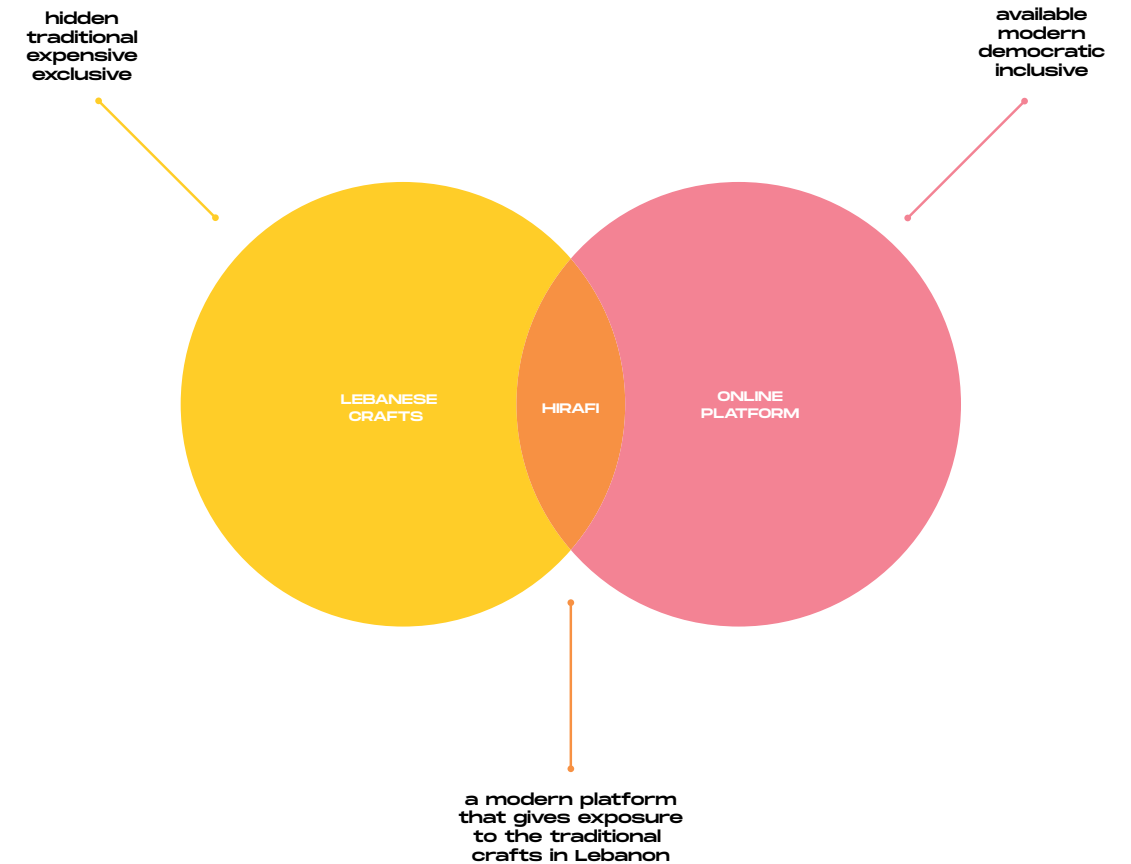 hidden
traditional
expensive
exclusive
available
modern
democratic
inclusive
LEBANESE
CRAFTS
HIRAFI
ONLINE
PLATFORM
a modern platform
that gives exposure
to the traditional
crafts in Lebanon